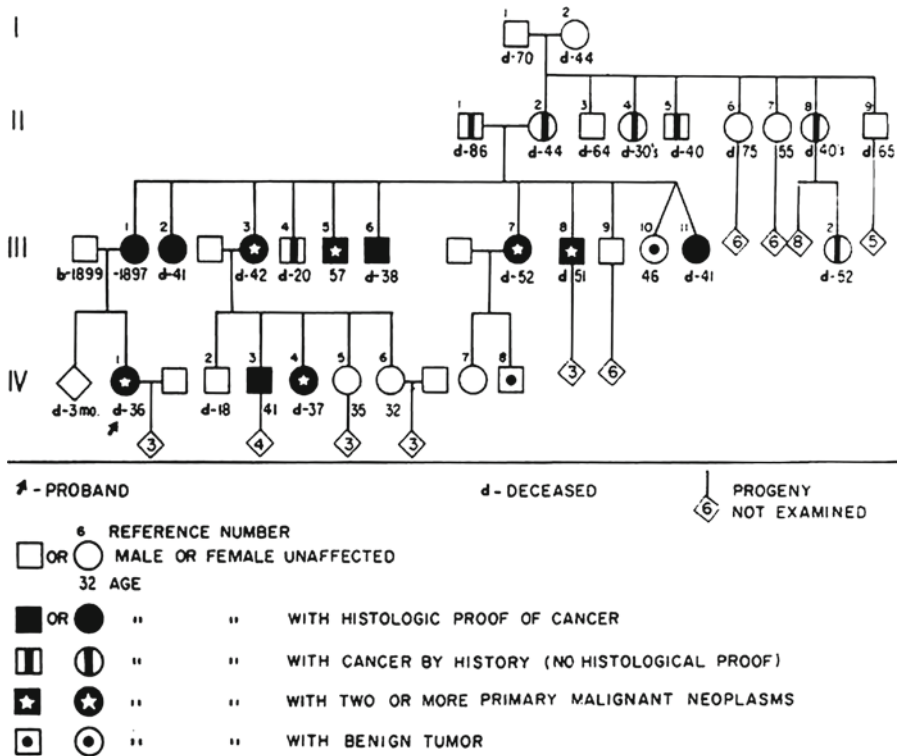 I
1 2
d-70 d-44
II
1 2 3 4 5 6 7 8 9
d-86 d-44 d-64 d-30's d-40 d-75 55 d-40's d-65
III
1 2 3 4 5 6 7 8 9 10 11 6 6 8 2 5
b-1899 -1897 d-41 d-42 d-20 57 d-38 d-52 d-51 46 d-41 d-52
IV
1 2 3 4 5 6 7 8 3 6
d-3mo. d-36 d-18 41 d-37 35 32
3 4 3 3
- PROBAND
d - DECEASED
6 PROGENY
NOT EXAMINED
6 REFERENCE NUMBER
OR MALE OR FEMALE UNAFFECTED
32 AGE
OR " " WITH HISTOLOGIC PROOF OF CANCER
" " WITH CANCER BY HISTORY (NO HISTOLOGICAL PROOF)
" " WITH TWO OR MORE PRIMARY MALIGNANT NEOPLASMS
" " WITH BENIGN TUMOR